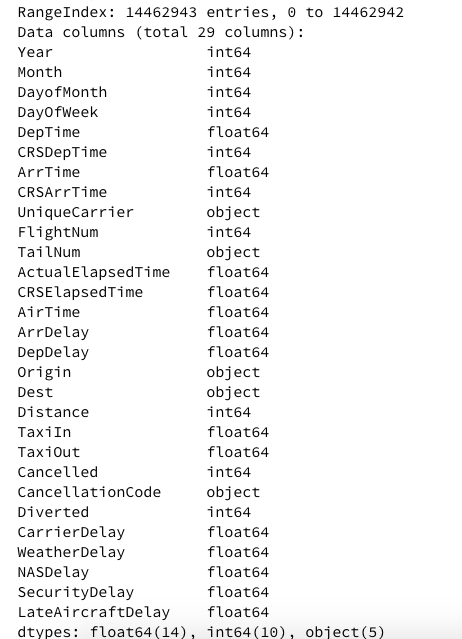 RangeIndex: 14462943 entries, 0 to 14462942
Data columns (total 29 columns):
Year int64
Month int64
DayofMonth int64
DayOfWeek int64
DepTime float64
CRSDepTime int64
ArrTime float64
CRSArrTime int64
UniqueCarrier object
FlightNum int64
TailNum object
ActualElapsedTime float64
CRSElapsedTime float64
AirTime float64
ArrDelay float64
DepDelay float64
Origin object
Dest object
Distance int64
TaxiIn float64
TaxiOut float64
Cancelled int64
CancellationCode object
Diverted int64
CarrierDelay float64
WeatherDelay float64
NASDelay float64
SecurityDelay float64
LateAircraftDelay float64
dtypes: float64(14), int64(10), object(5)